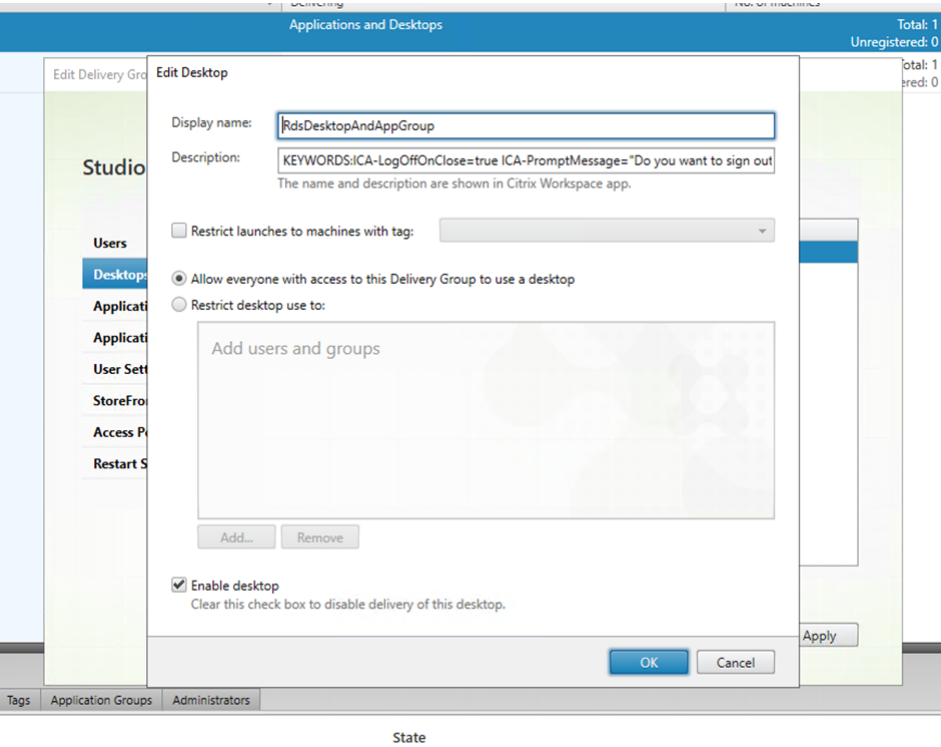 Delivering
No. of machines
Applications and Desktops
Total: 1
Unregistered: 0
Total: 1
ered: 0
Edit Delivery Gro
Edit Desktop
Studio
Display name:
RdsDesktopAndAppGroup
Description:
KEYWORDS:ICA-LogOffOnClose=true ICA-PromptMessage="Do you want to sign out
The name and description are shown in Citrix Workspace app.
Restrict launches to machines with tag:
Users
Desktops
Applicati
Applicati
User Sett
StoreFro
Access Po
Restart S
Allow everyone with access to this Delivery Group to use a desktop
Restrict desktop use to:
Add users and groups
Add...
Remove
Enable desktop
Clear this check box to disable delivery of this desktop.
Apply
OK
Cancel
Tags
Application Groups
Administrators
State